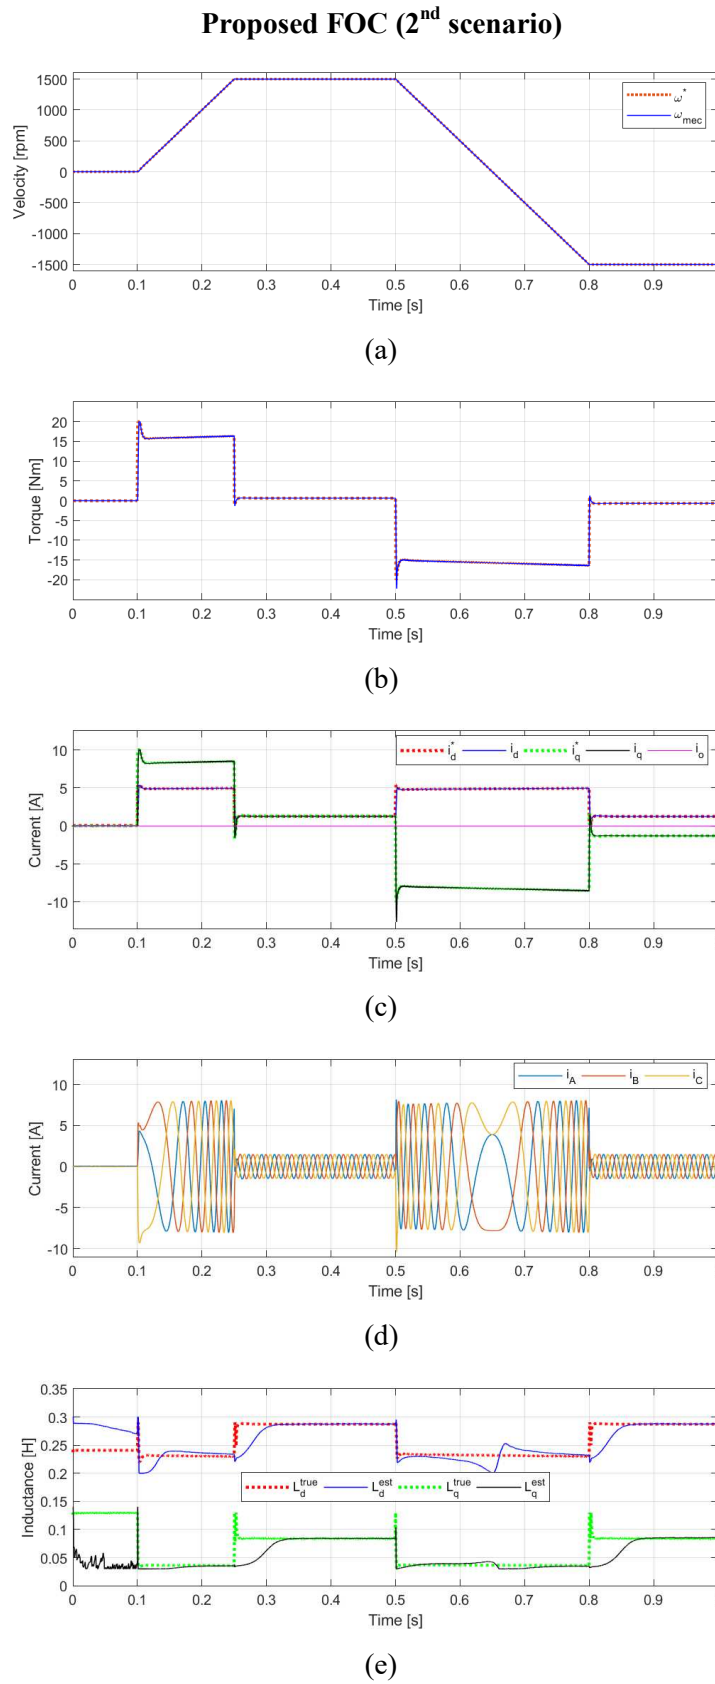 Proposed FOC (2nd scenario)
1500
1000
500
0
-500
-1000
-1500
Velocity [rpm]
ω*
ωmec
0 0.1 0.2 0.3 0.4 0.5 0.6 0.7 0.8 0.9
Time [s]
(a)
20
15
10
5
0
-5
-10
-15
-20
Torque [Nm]
0 0.1 0.2 0.3 0.4 0.5 0.6 0.7 0.8 0.9
Time [s]
(b)
10
5
0
-5
-10
Current [A]
id* id iq* iq io
0 0.1 0.2 0.3 0.4 0.5 0.6 0.7 0.8 0.9
Time [s]
(c)
10
5
0
-5
-10
Current [A]
iA iB iC
0 0.1 0.2 0.3 0.4 0.5 0.6 0.7 0.8 0.9
Time [s]
(d)
0.35
0.3
0.25
0.2
0.15
0.1
0.05
0
Inductance [H]
Ldtrue Ldest Lqtrue Lqest
0 0.1 0.2 0.3 0.4 0.5 0.6 0.7 0.8 0.9
Time [s]
(e)